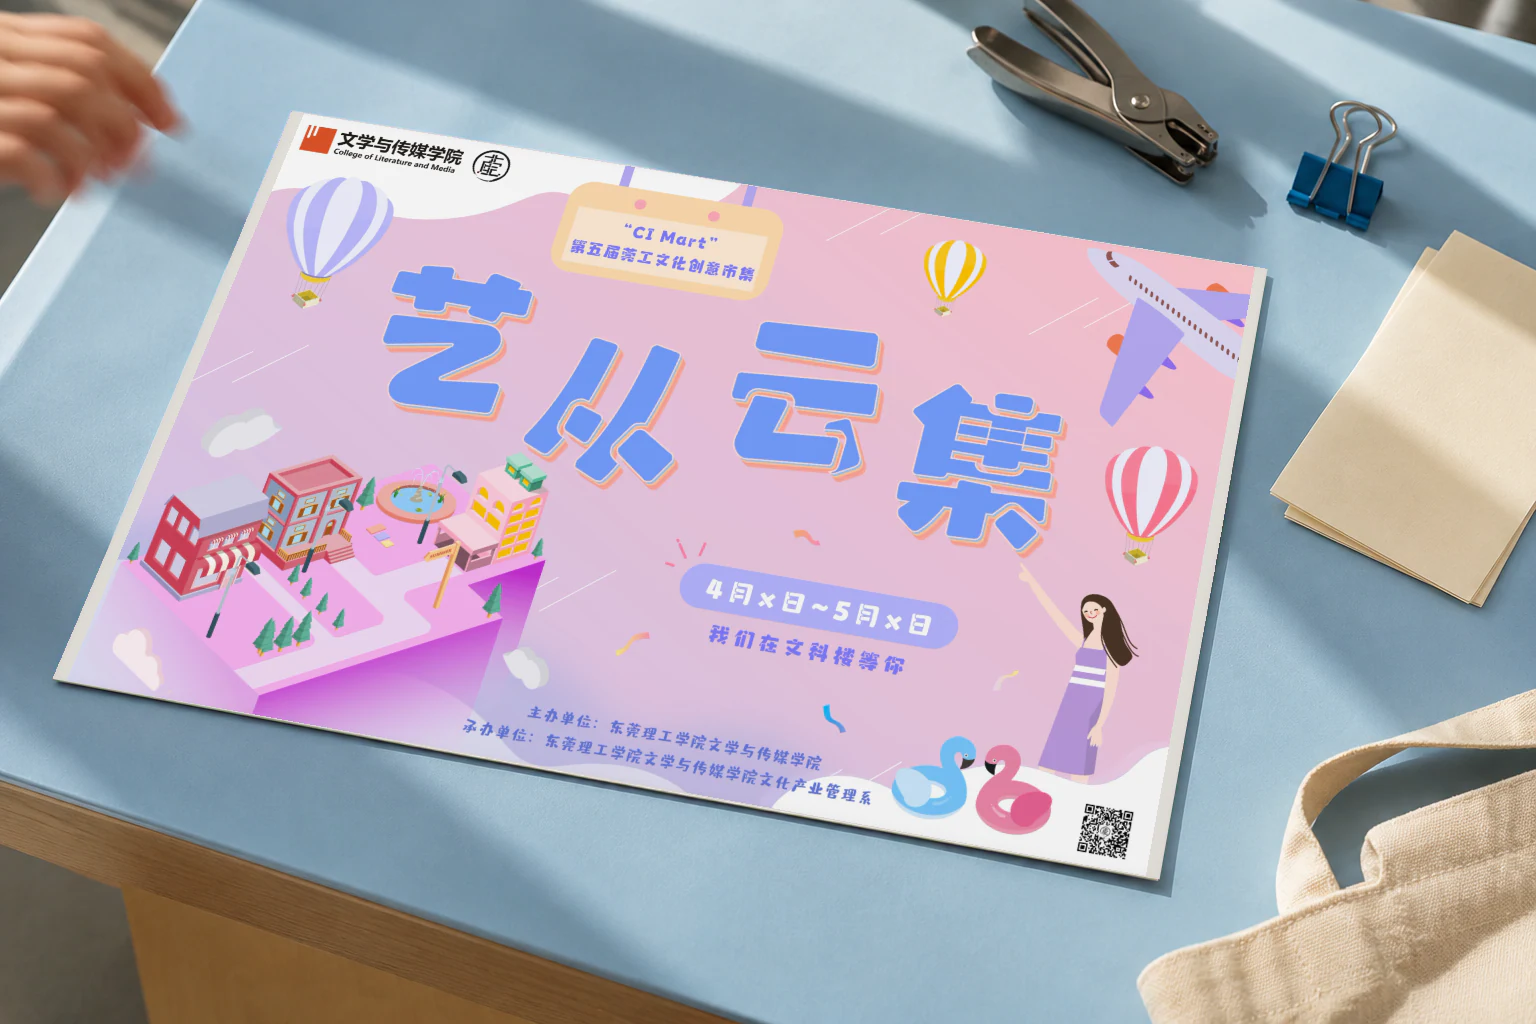 文学与传媒学院
College of Literature and Media
“CI Mart”
第五届莞工文化创意市集
艺从云集
4月×日~5月×日
我们在文科楼等你
主办单位：东莞理工学院文学与传媒学院
承办单位：东莞理工学院文学与传媒学院文化产业管理系